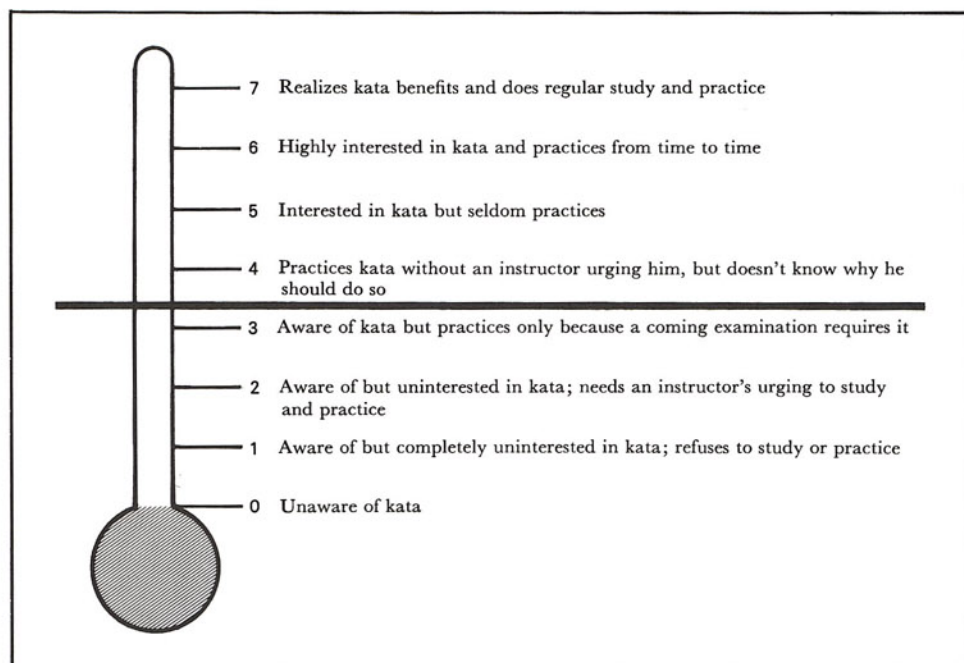 7 Realizes kata benefits and does regular study and practice
6 Highly interested in kata and practices from time to time
5 Interested in kata but seldom practices
4 Practices kata without an instructor urging him, but doesn't know why he
should do so
3 Aware of kata but practices only because a coming examination requires it
2 Aware of but uninterested in kata; needs an instructor's urging to study
and practice
1 Aware of but completely uninterested in kata; refuses to study or practice
0 Unaware of kata